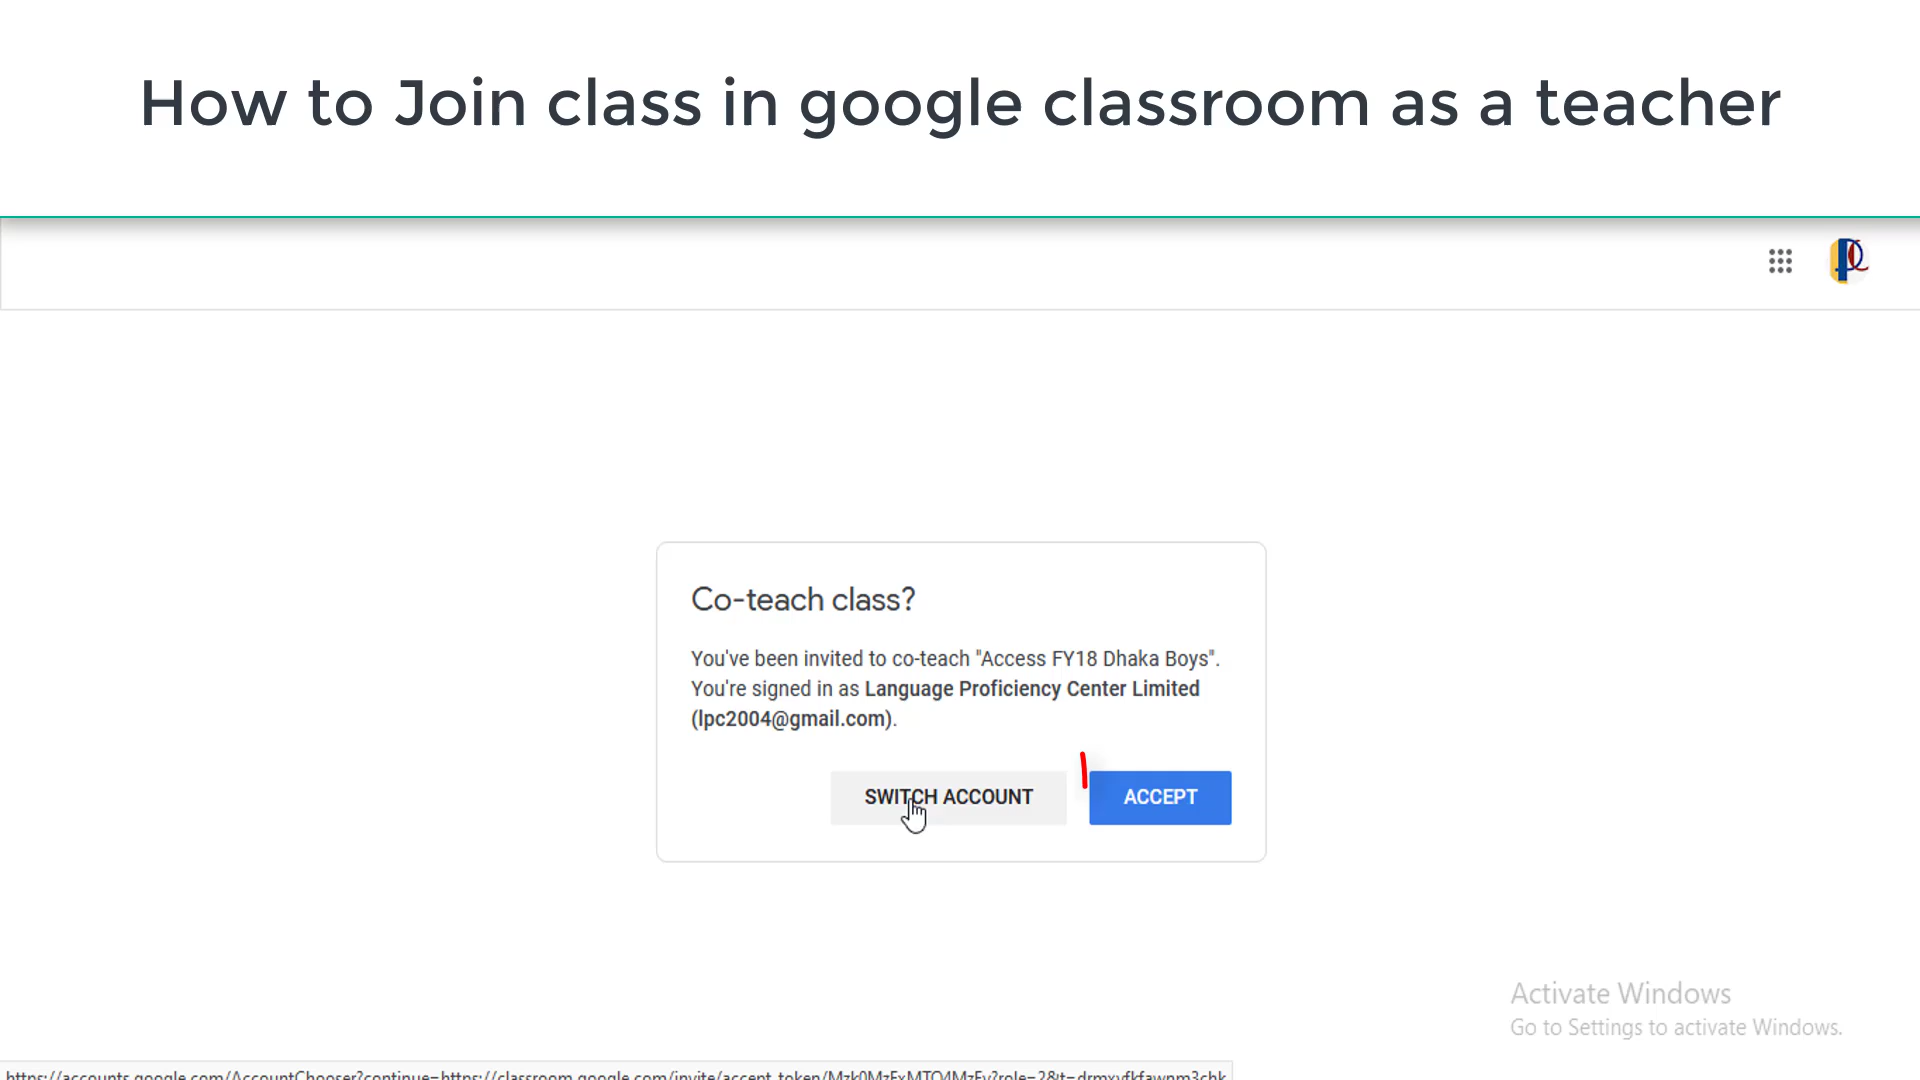 How to Join class in google classroom as a teacher
Co-teach class?
You've been invited to co-teach "Access FY18 Dhaka Boys".
You're signed in as Language Proficiency Center Limited
(lpc2004@gmail.com).
SWITCH ACCOUNT
ACCEPT
Activate Windows
Go to Settings to activate Windows.